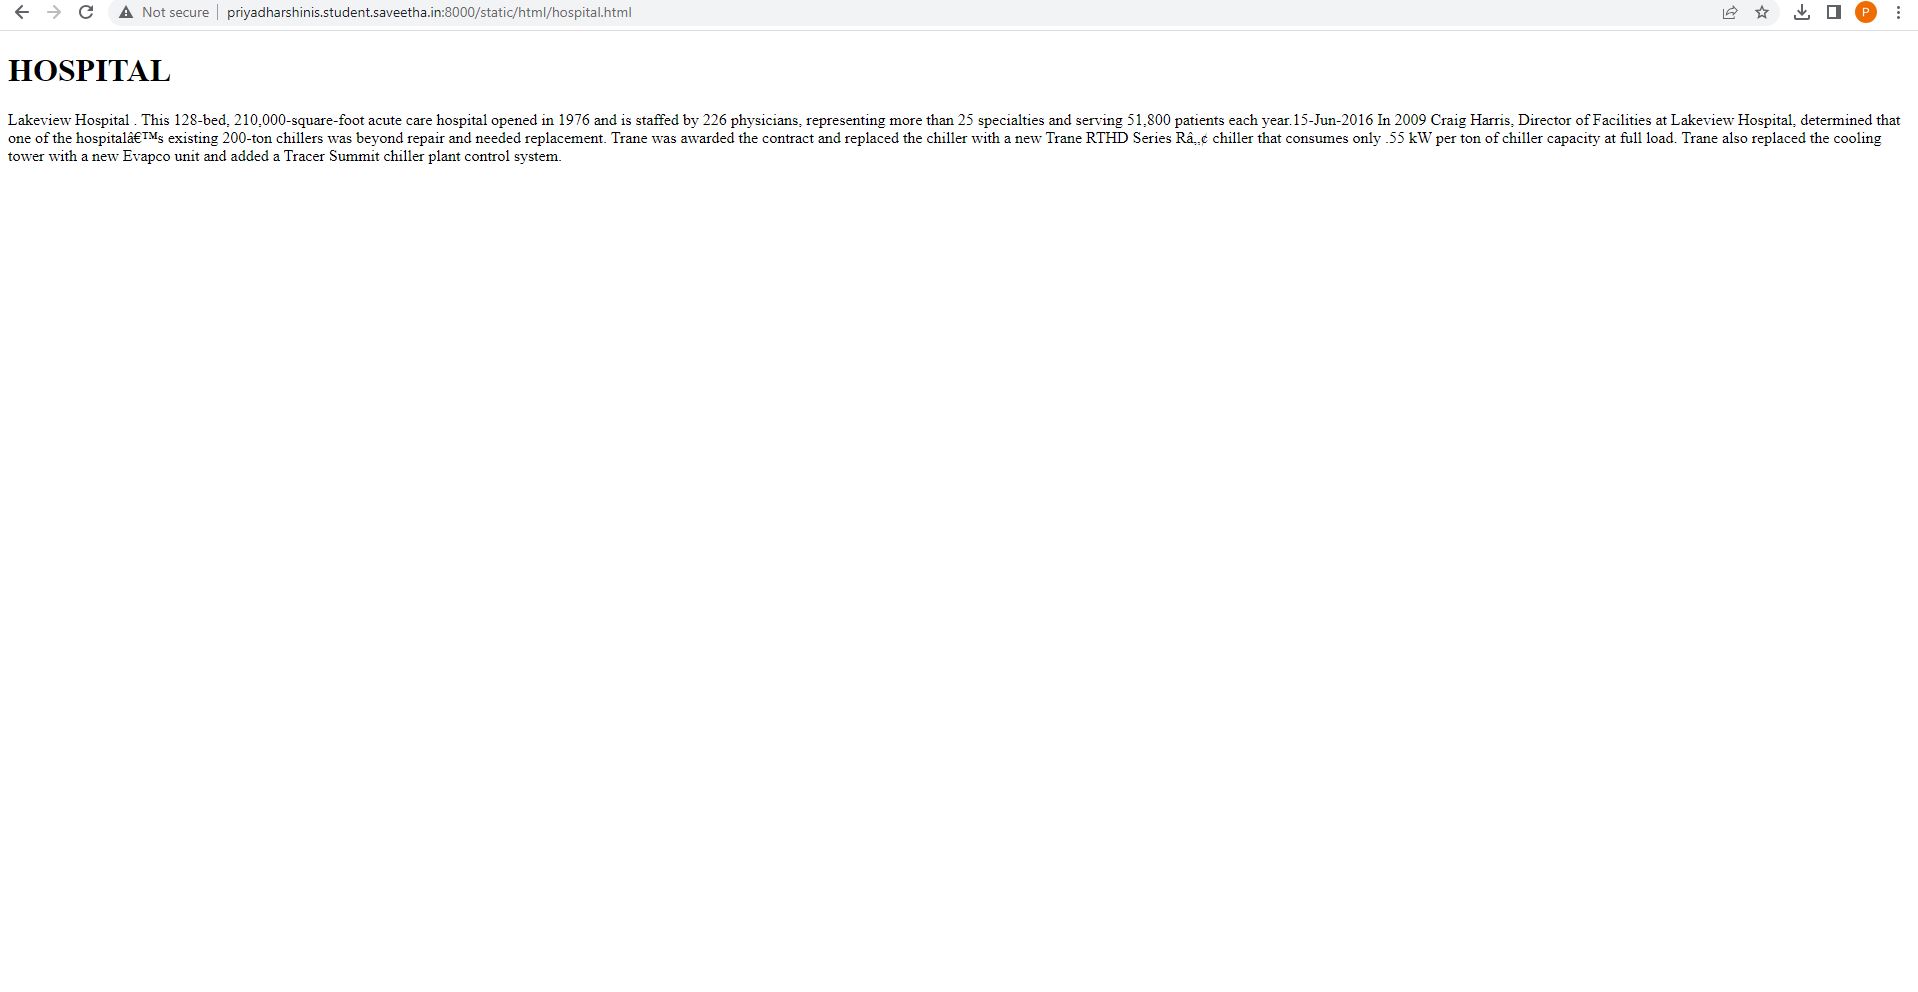 Not secure priyadharshinis.student.saveetha.in:8000/static/html/hospital.html P
HOSPITAL
Lakeview Hospital . This 128-bed, 210,000-square-foot acute care hospital opened in 1976 and is staffed by 226 physicians, representing more than 25 specialties and serving 51,800 patients each year.15-Jun-2016 In 2009 Craig Harris, Director of Facilities at Lakeview Hospital, determined that
one of the hospitalâ€™s existing 200-ton chillers was beyond repair and needed replacement. Trane was awarded the contract and replaced the chiller with a new Trane RTHD Series Râ„¢ chiller that consumes only .55 kW per ton of chiller capacity at full load. Trane also replaced the cooling
tower with a new Evapco unit and added a Tracer Summit chiller plant control system.